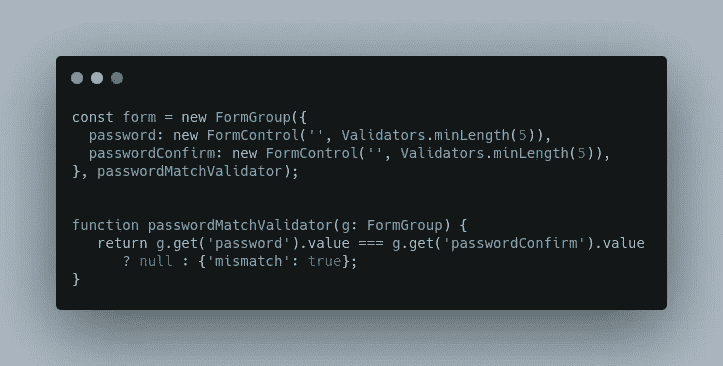 const form = new FormGroup({
  password: new FormControl('', Validators.minLength(5)),
  passwordConfirm: new FormControl('', Validators.minLength(5)),
}, passwordMatchValidator);
function passwordMatchValidator(g: FormGroup) {
   return g.get('password').value === g.get('passwordConfirm').value
      ? null : {'mismatch': true};
}